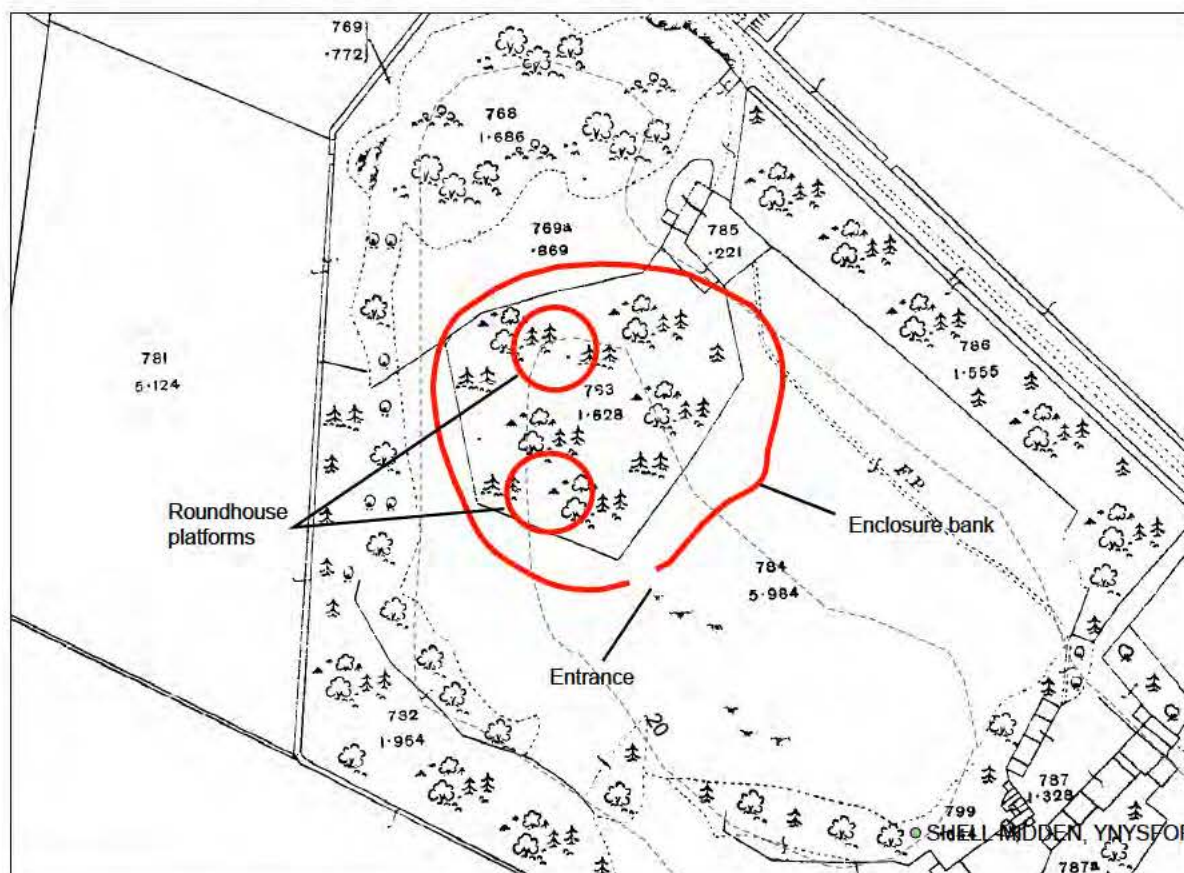 769
·772
768
1·686
769a
·869
785
·221
781
5·124
786
1·555
783
1·628
F.P.
Roundhouse
platforms
Enclosure bank
784
5·984
Entrance
20
782
1·964
787
1·328
799
SHELL MIDDEN, YNYSFOR
787a